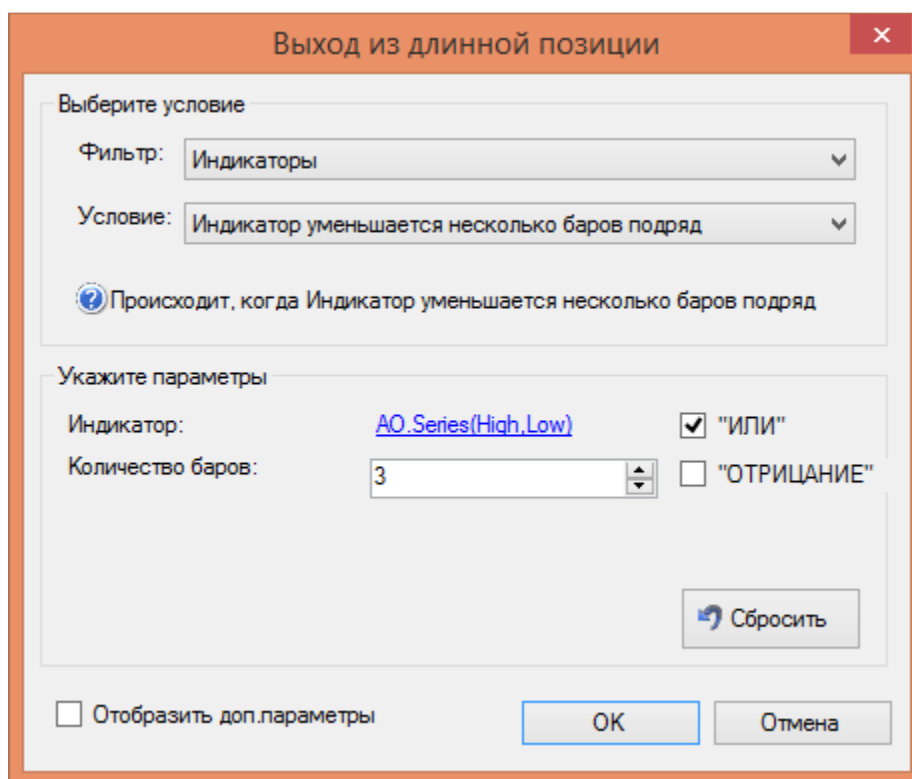 Выход из длинной позиции
Выберите условие
Фильтр: Индикаторы
Условие: Индикатор уменьшается несколько баров подряд
Происходит, когда Индикатор уменьшается несколько баров подряд
Укажите параметры
Индикатор: AO.Series(High,Low) "ИЛИ"
Количество баров: 3 "ОТРИЦАНИЕ"
Сбросить
Отобразить доп.параметры OK Отмена